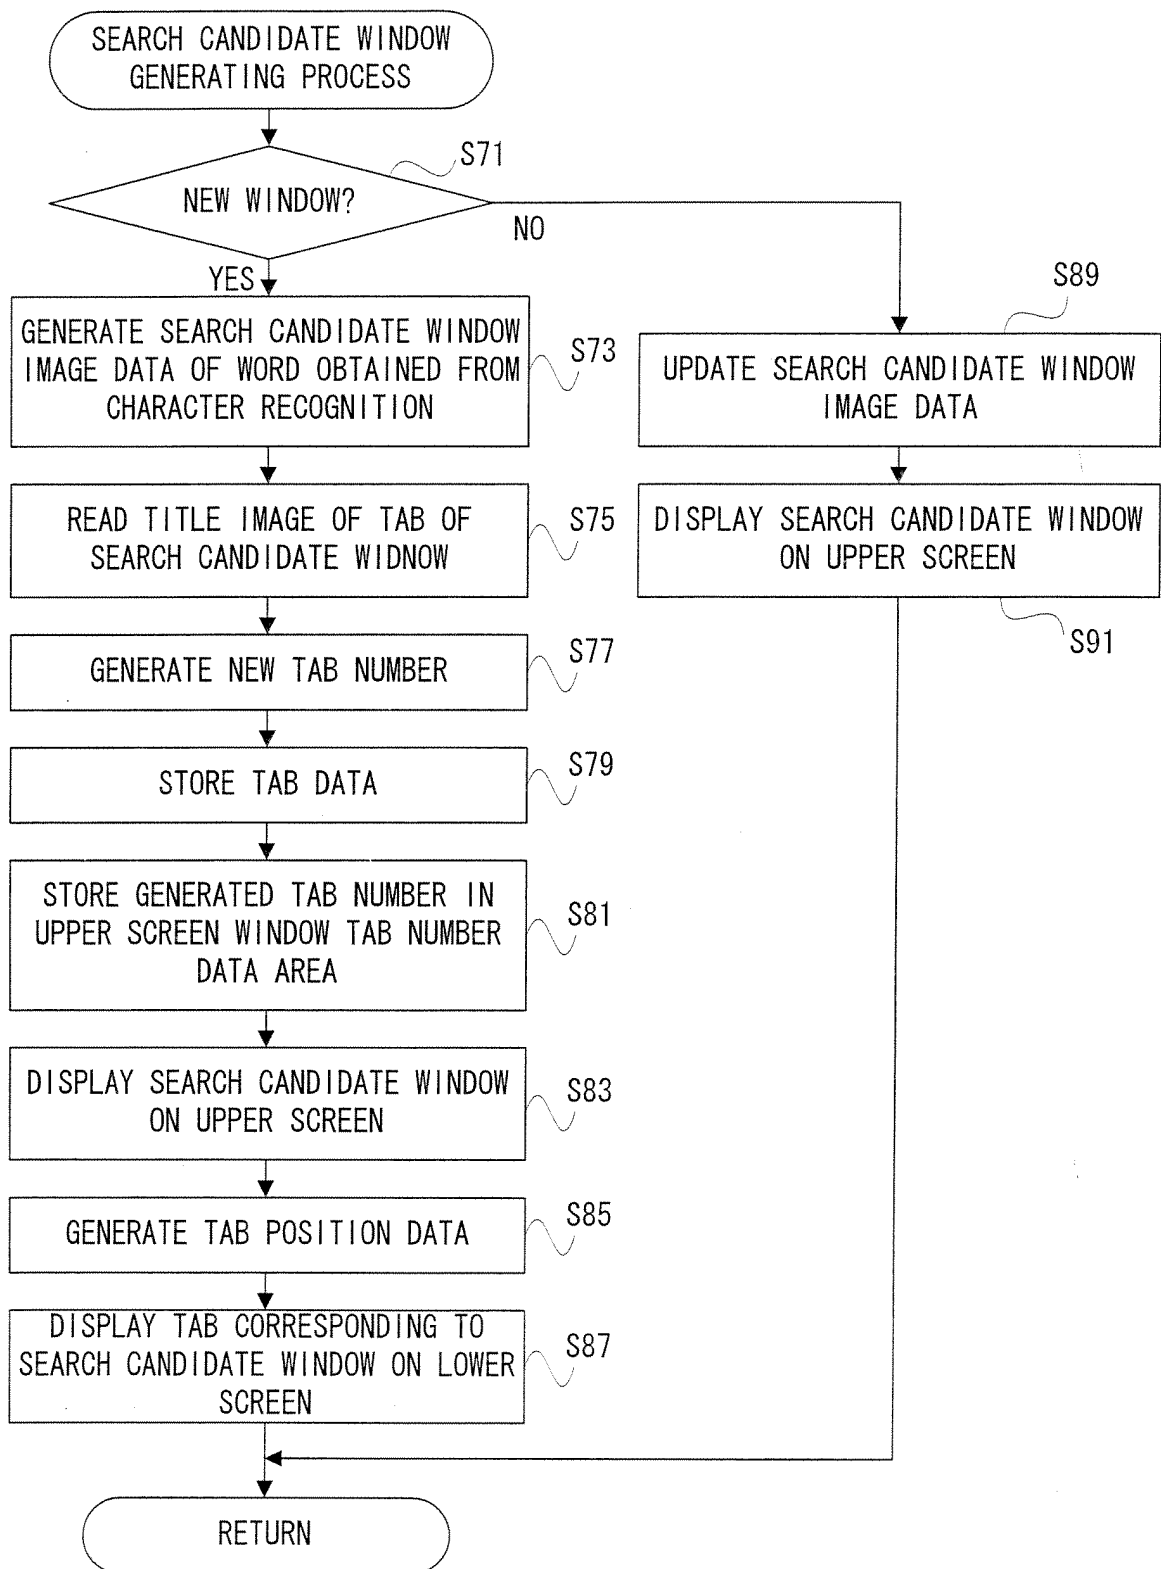 SEARCH CANDIDATE WINDOW
GENERATING PROCESS
S71
NEW WINDOW?
NO
YES
GENERATE SEARCH CANDIDATE WINDOW
IMAGE DATA OF WORD OBTAINED FROM
CHARACTER RECOGNITION
S73
READ TITLE IMAGE OF TAB OF
SEARCH CANDIDATE WIDNOW
S75
GENERATE NEW TAB NUMBER
S77
STORE TAB DATA
S79
STORE GENERATED TAB NUMBER IN
UPPER SCREEN WINDOW TAB NUMBER
DATA AREA
S81
DISPLAY SEARCH CANDIDATE WINDOW
ON UPPER SCREEN
S83
GENERATE TAB POSITION DATA
S85
DISPLAY TAB CORRESPONDING TO
SEARCH CANDIDATE WINDOW ON LOWER
SCREEN
S87
S89
UPDATE SEARCH CANDIDATE WINDOW
IMAGE DATA
DISPLAY SEARCH CANDIDATE WINDOW
ON UPPER SCREEN
S91
RETURN